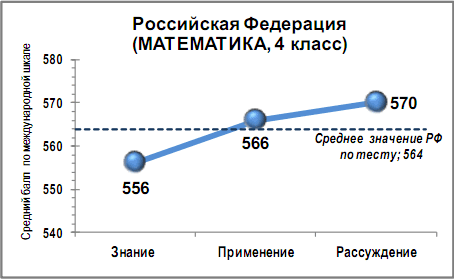 Российская Федерация
(МАТЕМАТИКА, 4 класс)
Средний балл по международной шкале
580
570
560
550
540
556
566
570
Среднее значение РФ
по тесту; 564
Знание
Применение
Рассуждение